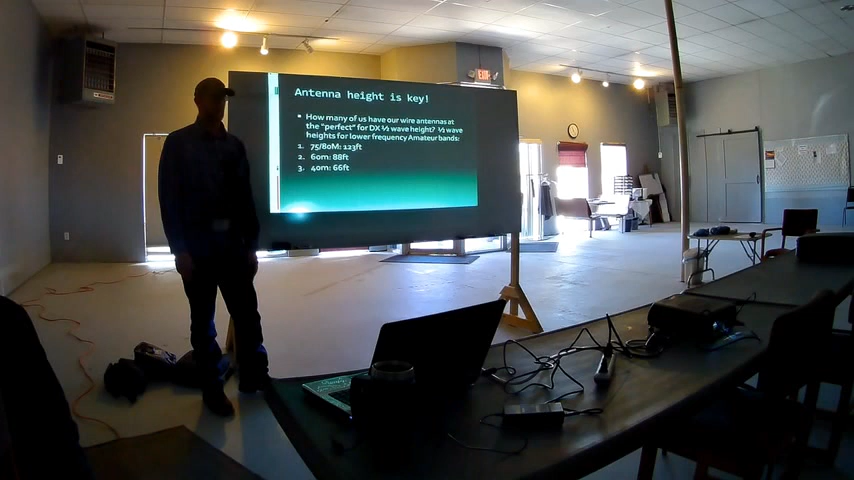 EXIT
Antenna height is key!
How many of us have our wire antennas at
the "perfect" for DX ½ wave height? ½ wave
heights for lower frequency Amateur bands:
1. 75/80M: 123ft
2. 60m: 88ft
3. 40m: 66ft